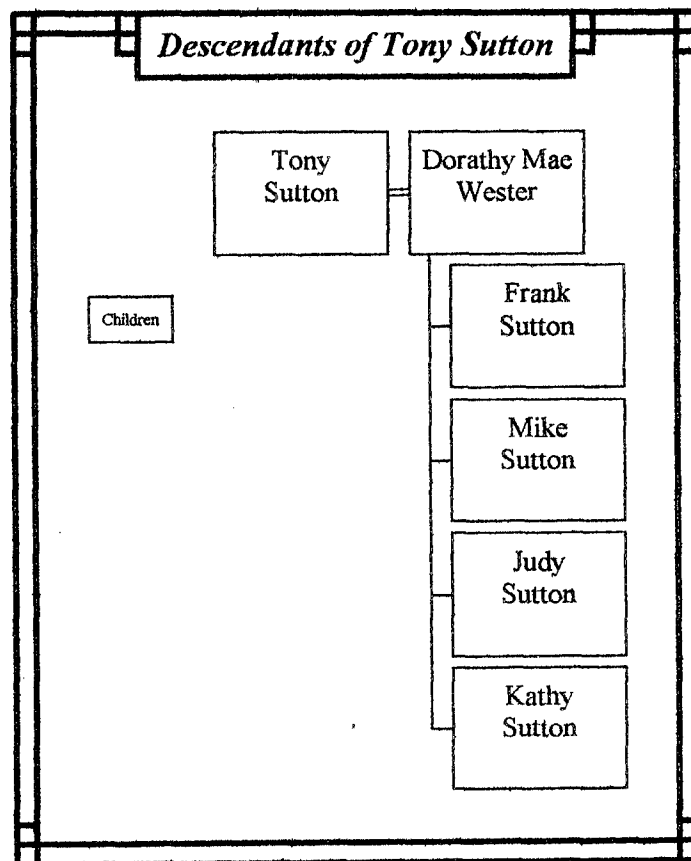 Descendants of Tony Sutton
Tony
Sutton
Dorathy Mae
Wester
Children
Frank
Sutton
Mike
Sutton
Judy
Sutton
Kathy
Sutton